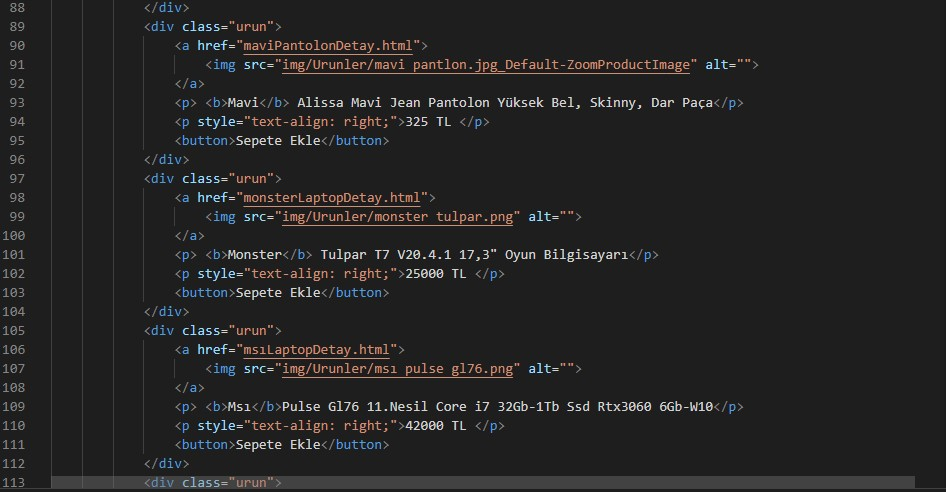 88 </div>
89 <div class="urun">
90 <a href="maviPantolonDetay.html">
91 <img src="img/Urunler/mavi pantlon.jpg_Default-ZoomProductImage" alt="">
92 </a>
93 <p> <b>Mavi</b> Alissa Mavi Jean Pantolon Yüksek Bel, Skinny, Dar Paça</p>
94 <p style="text-align: right;">325 TL </p>
95 <button>Sepete Ekle</button>
96 </div>
97 <div class="urun">
98 <a href="monsterLaptopDetay.html">
99 <img src="img/Urunler/monster tulpar.png" alt="">
100 </a>
101 <p> <b>Monster</b> Tulpar T7 V20.4.1 17,3" Oyun Bilgisayarı</p>
102 <p style="text-align: right;">25000 TL </p>
103 <button>Sepete Ekle</button>
104 </div>
105 <div class="urun">
106 <a href="msıLaptopDetay.html">
107 <img src="img/Urunler/msı pulse gl76.png" alt="">
108 </a>
109 <p> <b>Msı</b>Pulse Gl76 11.Nesil Core i7 32Gb-1Tb Ssd Rtx3060 6Gb-W10</p>
110 <p style="text-align: right;">42000 TL </p>
111 <button>Sepete Ekle</button>
112 </div>
113 <div class="urun">